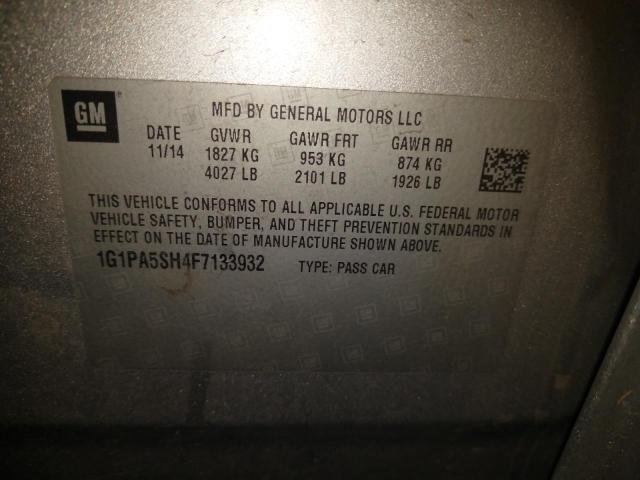 GM
MFD BY GENERAL MOTORS LLC
DATE GVWR GAWR FRT GAWR RR
11/14 1827 KG 953 KG 874 KG
4027 LB 2101 LB 1926 LB
THIS VEHICLE CONFORMS TO ALL APPLICABLE U.S. FEDERAL MOTOR
VEHICLE SAFETY, BUMPER, AND THEFT PREVENTION STANDARDS IN
EFFECT ON THE DATE OF MANUFACTURE SHOWN ABOVE.
1G1PA5SH4F7133932 TYPE: PASS CAR